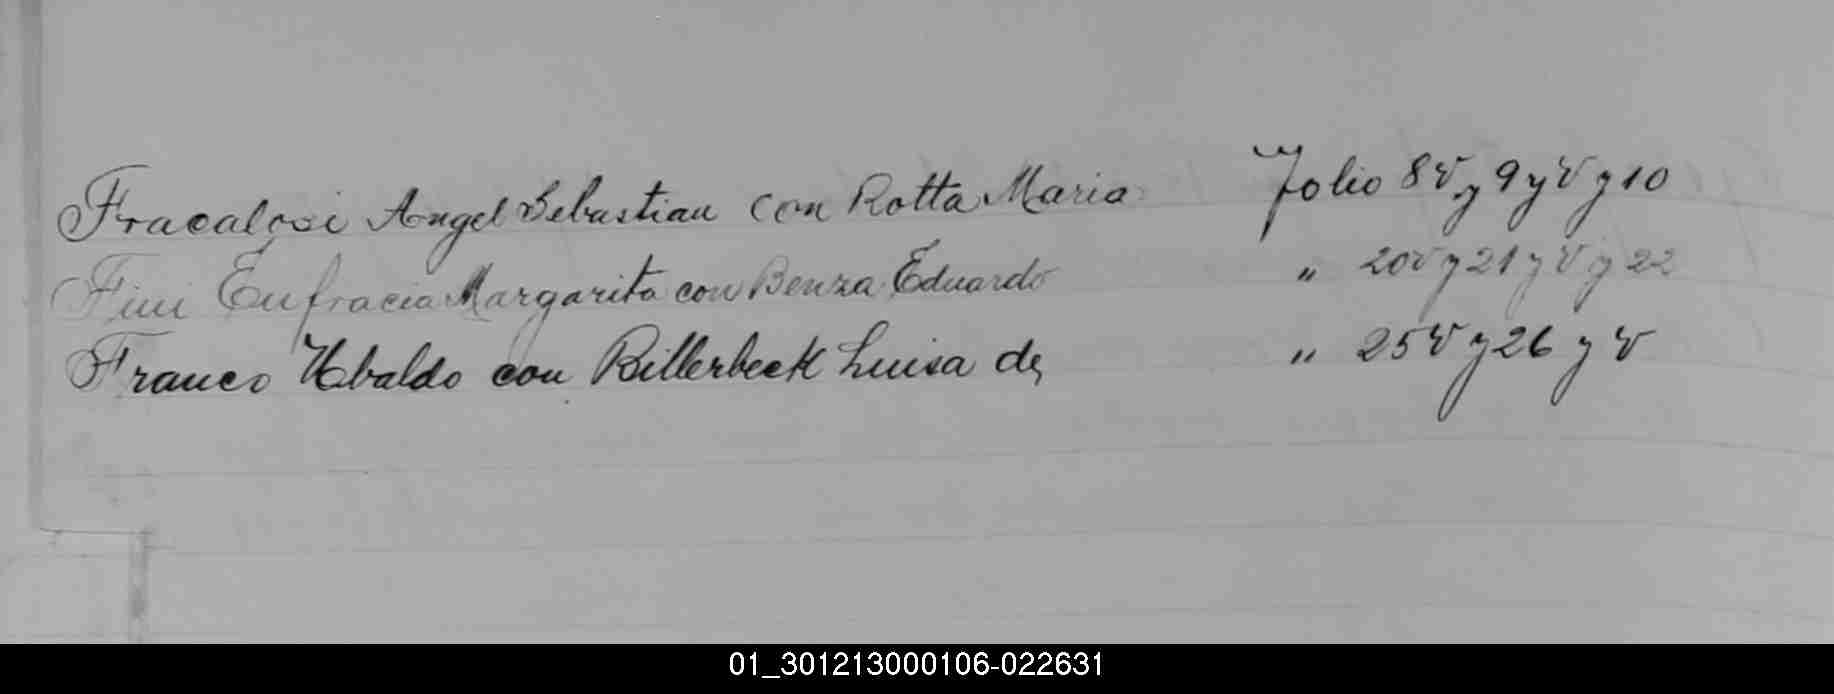 Fracalosi Angel Sebastian con Rotta Maria Folio 8v y 9 y v y 10
Fini Eufracia Margarita con Benza Eduardo " 20v y 21 y v y 22
Franco Ubaldo con Billerbeck Luisa de " 25v y 26 y v
01_301213000106-022631